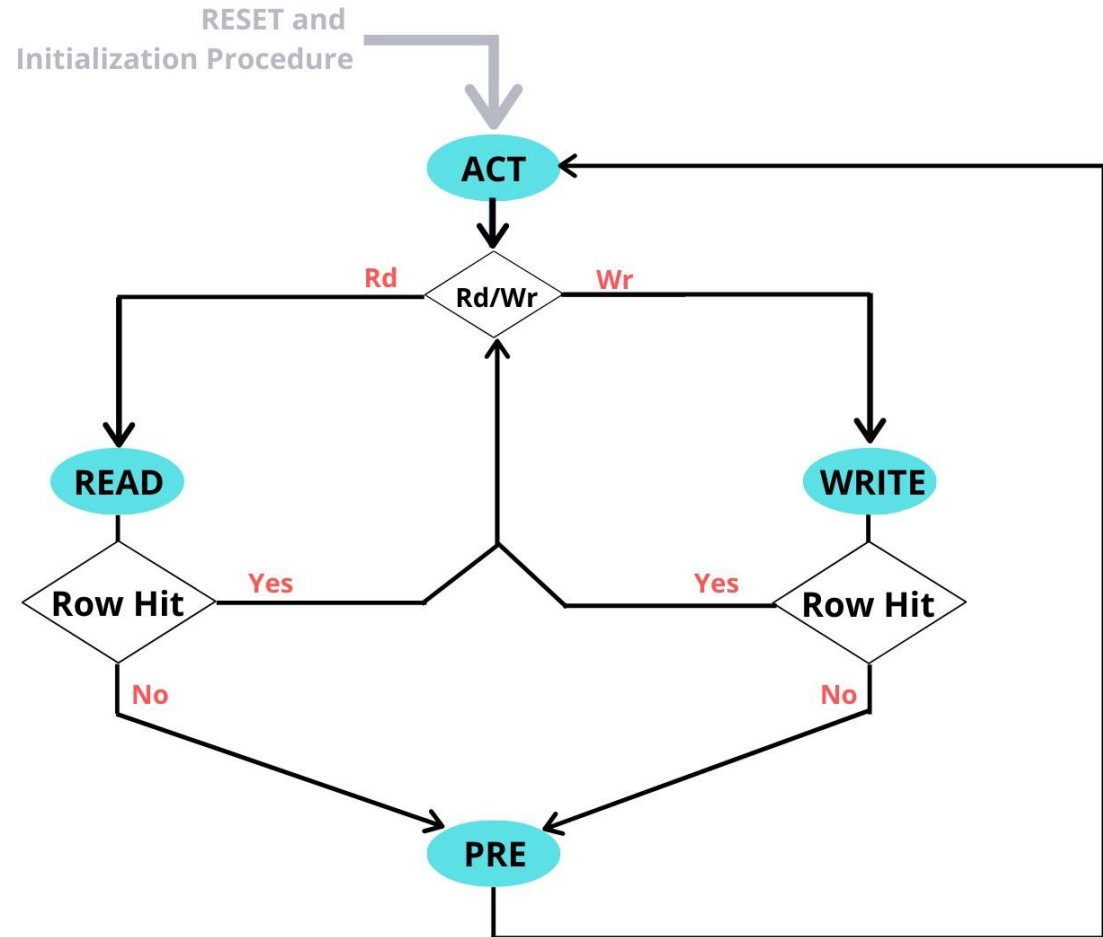 RESET and
Initialization Procedure
ACT
Rd
Rd/Wr
Wr
READ
WRITE
Row Hit
Yes
Yes
Row Hit
No
No
PRE